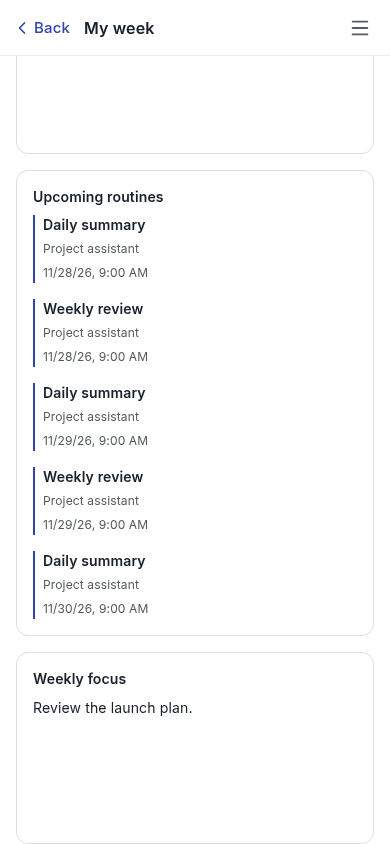 Back My week
Upcoming routines
Daily summary
Project assistant
11/28/26, 9:00 AM
Weekly review
Project assistant
11/28/26, 9:00 AM
Daily summary
Project assistant
11/29/26, 9:00 AM
Weekly review
Project assistant
11/29/26, 9:00 AM
Daily summary
Project assistant
11/30/26, 9:00 AM
Weekly focus
Review the launch plan.